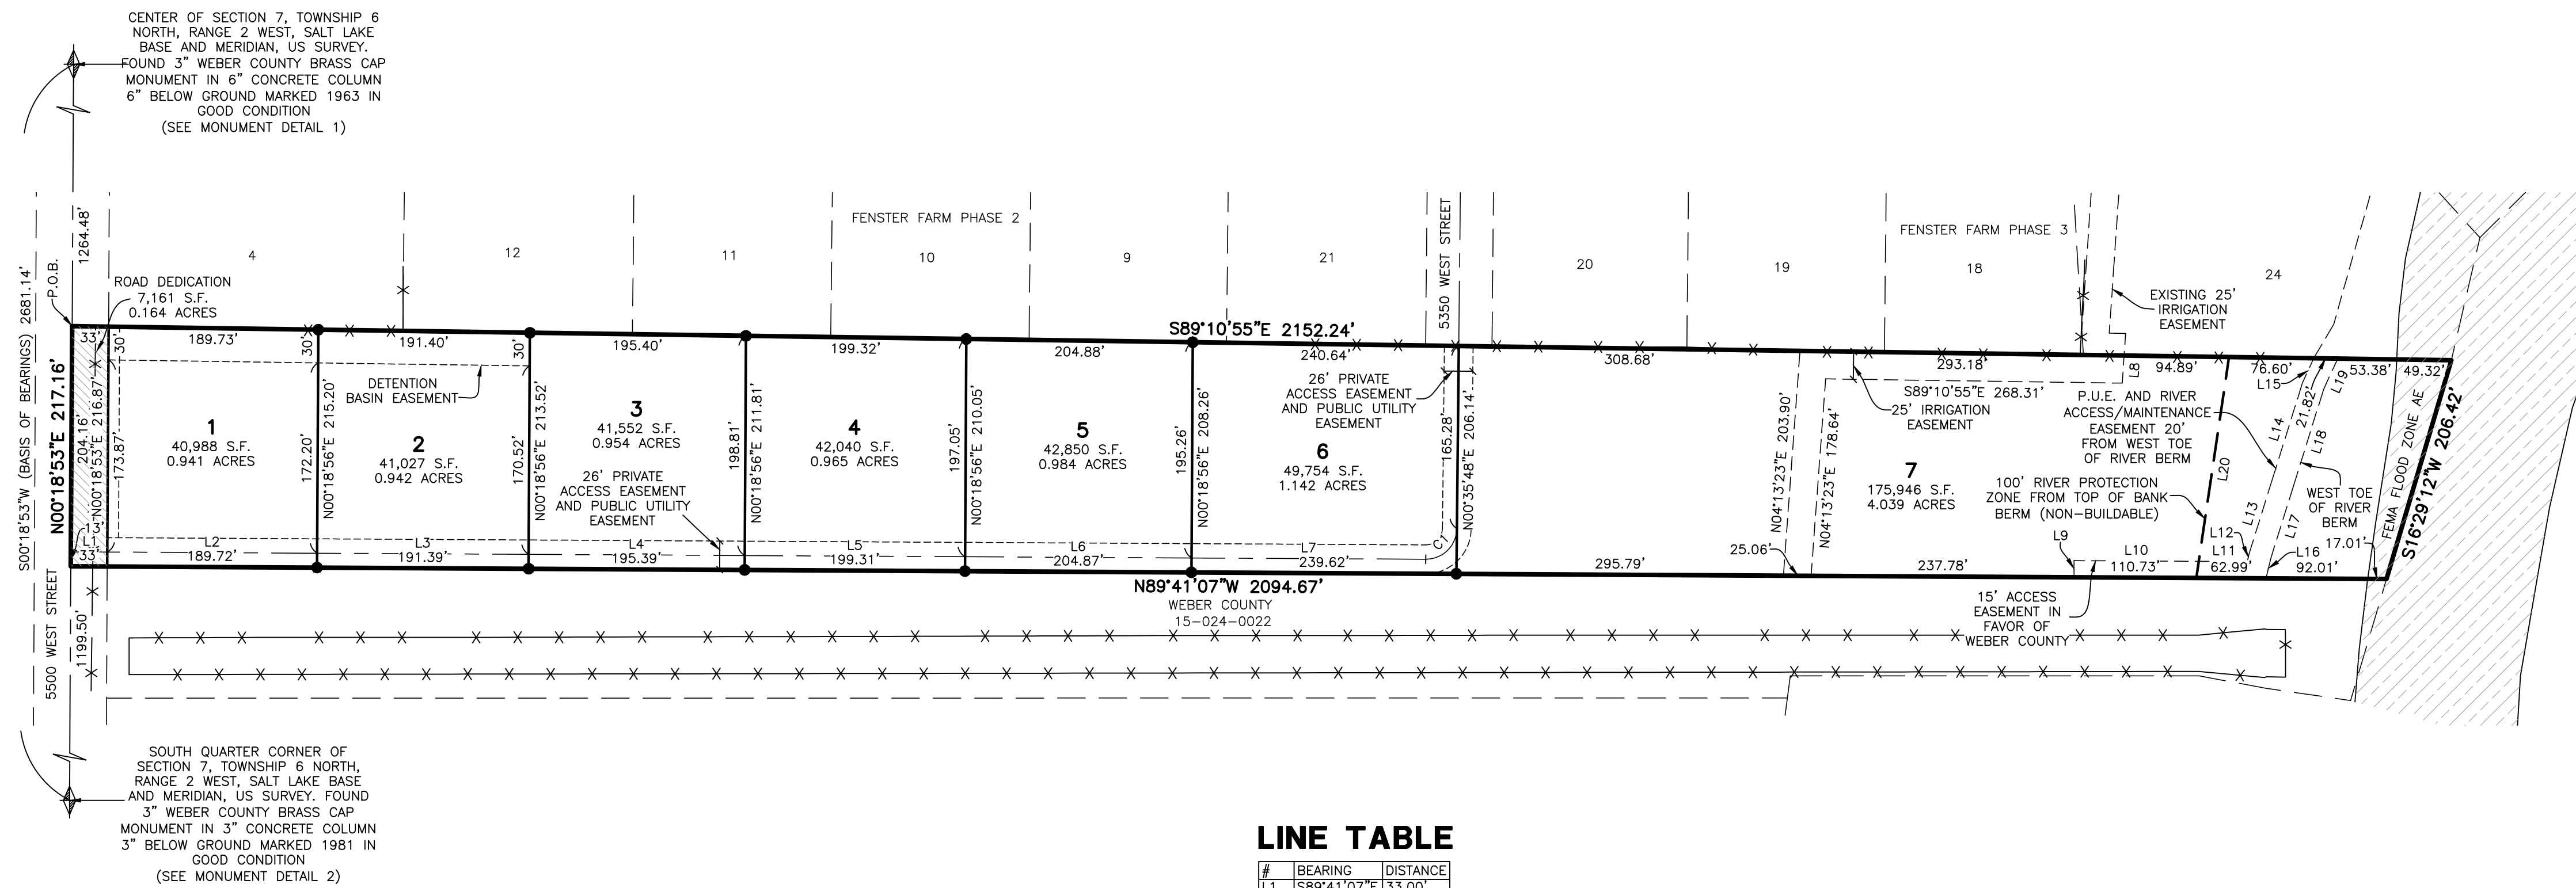 CENTER OF SECTION 7, TOWNSHIP 6
NORTH, RANGE 2 WEST, SALT LAKE
BASE AND MERIDIAN, US SURVEY.
FOUND 3" WEBER COUNTY BRASS CAP
MONUMENT IN 6" CONCRETE COLUMN
6" BELOW GROUND MARKED 1963 IN
GOOD CONDITION
(SEE MONUMENT DETAIL 1)
1264.48'
P.O.B.
S00°18'53"W (BASIS OF BEARINGS) 2681.14'
FENSTER FARM PHASE 2
FENSTER FARM PHASE 3
4
12
11
10
9
21
5350 WEST STREET
20
19
18
24
EXISTING 25'
IRRIGATION
EASEMENT
ROAD DEDICATION
7,161 S.F.
0.164 ACRES
S89°10'55"E 2152.24'
33'
189.73'
191.40'
195.40'
199.32'
204.88'
240.64'
308.68'
293.18'
94.89'
76.60'
53.38'
49.32'
30'
30'
30'
N00°18'53"E 217.16'
204.16'
N00°18'53"E 216.87'
173.87'
DETENTION
BASIN EASEMENT
1
40,988 S.F.
0.941 ACRES
172.20'
N00°18'56"E 215.20'
2
41,027 S.F.
0.942 ACRES
170.52'
N00°18'56"E 213.52'
3
41,552 S.F.
0.954 ACRES
26' PRIVATE
ACCESS EASEMENT
AND PUBLIC UTILITY
EASEMENT
198.81'
N00°18'56"E 211.81'
4
42,040 S.F.
0.965 ACRES
197.05'
N00°18'56"E 210.05'
5
42,850 S.F.
0.984 ACRES
195.26'
N00°18'56"E 208.26'
26' PRIVATE
ACCESS EASEMENT
AND PUBLIC UTILITY
EASEMENT
6
49,754 S.F.
1.142 ACRES
165.28'
N00°35'48"E 206.14'
C1
N04°13'23"E 203.90'
N04°13'23"E 178.64'
25' IRRIGATION
EASEMENT
S89°10'55"E 268.31'
L8
7
175,946 S.F.
4.039 ACRES
P.U.E. AND RIVER
ACCESS/MAINTENANCE
EASEMENT 20'
FROM WEST TOE
OF RIVER BERM
100' RIVER PROTECTION
ZONE FROM TOP OF BANK
BERM (NON-BUILDABLE)
L20
L15
L14
21.82'
L19
L18
L13
L17
L12
WEST TOE
OF RIVER
BERM
FEMA FLOOD ZONE AE
S16°29'12"W 206.42'
17.01'
13'
L1
L2
L3
L4
L5
L6
L7
L9
L10
L11
L16
33'
189.72'
191.39'
195.39'
199.31'
204.87'
239.62'
295.79'
25.06'
237.78'
110.73'
62.99'
92.01'
N89°41'07"W 2094.67'
WEBER COUNTY
15-024-0022
15' ACCESS
EASEMENT IN
FAVOR OF
WEBER COUNTY
5500 WEST STREET
1199.50'
SOUTH QUARTER CORNER OF
SECTION 7, TOWNSHIP 6 NORTH,
RANGE 2 WEST, SALT LAKE BASE
AND MERIDIAN, US SURVEY. FOUND
3" WEBER COUNTY BRASS CAP
MONUMENT IN 3" CONCRETE COLUMN
3" BELOW GROUND MARKED 1981 IN
GOOD CONDITION
(SEE MONUMENT DETAIL 2)
LINE TABLE
# BEARING DISTANCE
L1 S89°41'07"E 33.00'